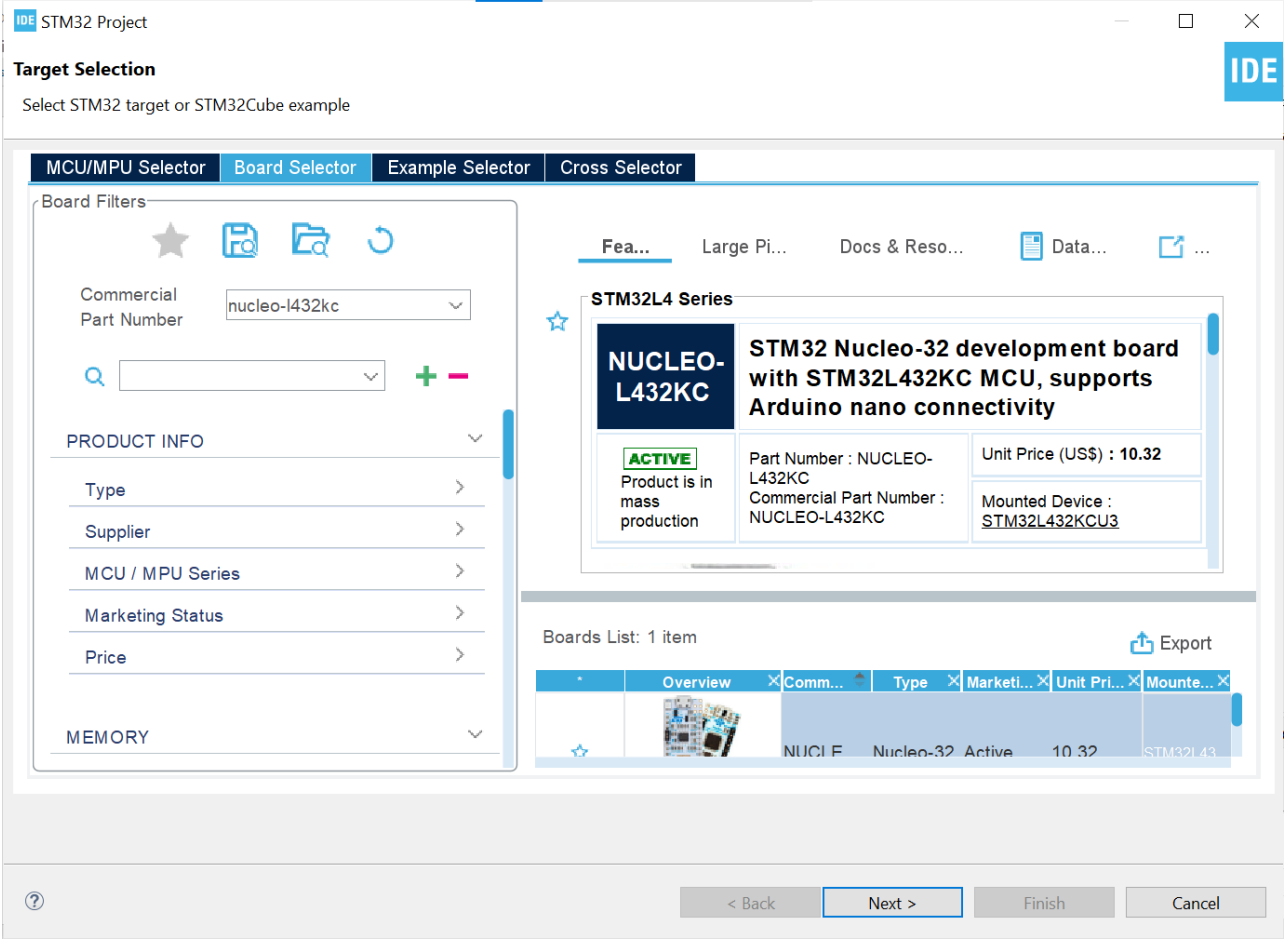 IDE STM32 Project
Target Selection
IDE
Select STM32 target or STM32Cube example
MCU/MPU Selector Board Selector Example Selector Cross Selector
Board Filters
Commercial
Part Number
nucleo-l432kc
PRODUCT INFO
Type
Supplier
MCU / MPU Series
Marketing Status
Price
MEMORY
Fea... Large Pi... Docs & Reso... Data... ...
STM32L4 Series
NUCLEO-
L432KC
STM32 Nucleo-32 development board
with STM32L432KC MCU, supports
Arduino nano connectivity
ACTIVE
Product is in
mass
production
Part Number : NUCLEO-
L432KC
Commercial Part Number :
NUCLEO-L432KC
Unit Price (US$) : 10.32
Mounted Device :
STM32L432KCU3
Boards List: 1 item
Export
* Overview Comm... Type Marketi... Unit Pri... Mounte...
NUCLE Nucleo-32 Active 10.32 STM32L43
? < Back Next > Finish Cancel